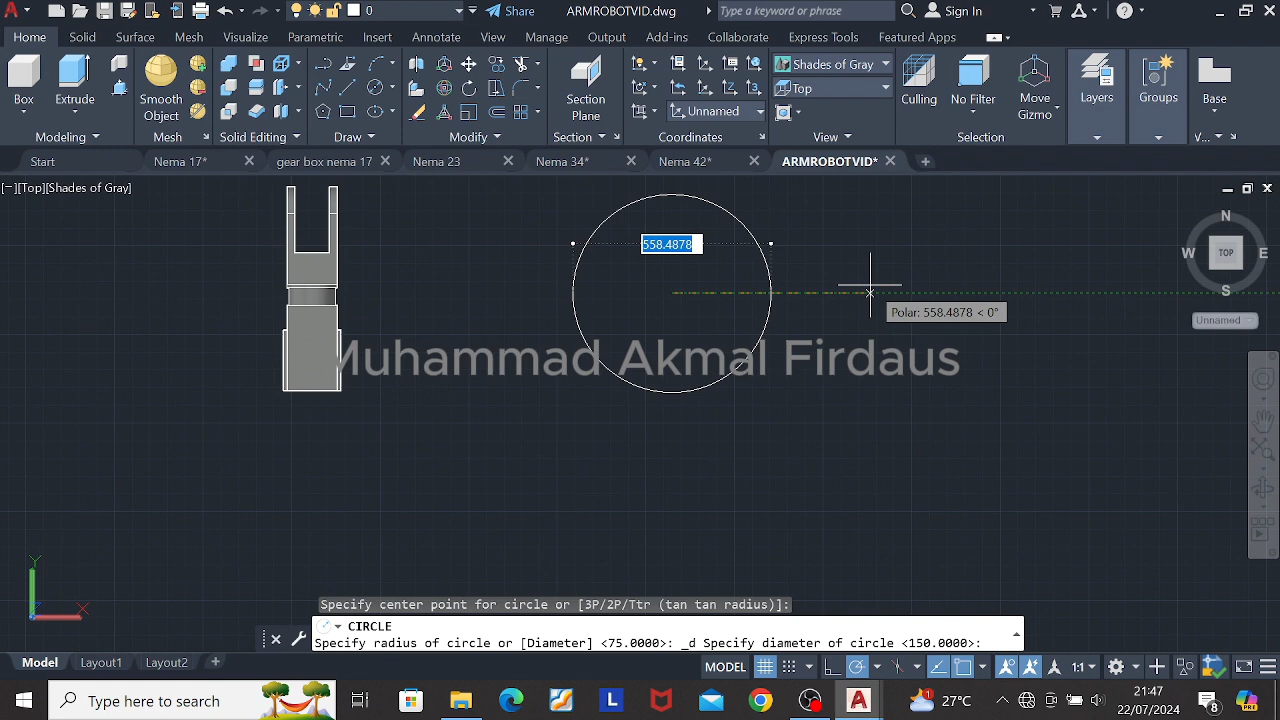 0
Share
ARMROBOTVID.dwg
Type a keyword or phrase
Sign In
Home
Solid
Surface
Mesh
Visualize
Parametric
Insert
Annotate
View
Manage
Output
Add-ins
Collaborate
Express Tools
Featured Apps
Box
Extrude
Smooth
Object
Section
Plane
Shades of Gray
Top
Unnamed
Culling
No Filter
Move
Gizmo
Layers
Groups
Base
Modeling
Mesh
Solid Editing
Draw
Modify
Section
Coordinates
View
Selection
V...
Start
Nema 17*
gear box nema 17
Nema 23
Nema 34*
Nema 42*
ARMROBOTVID*
[−][Top][Shades of Gray]
558.4878
N
W
TOP
E
S
Polar: 558.4878 < 0°
Unnamed
Muhammad Akmal Firdaus
Y
X
Specify center point for circle or [3P/2P/Ttr (tan tan radius)]:
CIRCLE
Specify radius of circle or [Diameter] <75.0000>: _d Specify diameter of circle <150.0000>:
Model
Layout1
Layout2
MODEL
1:1
Type here to search
27°C
21:47
22/07/2024
8